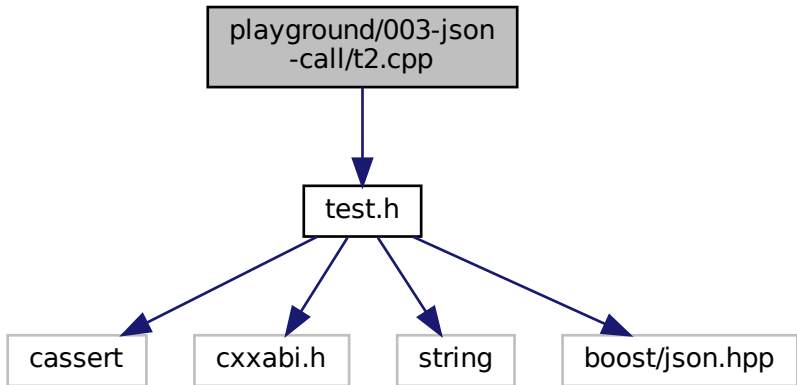 playground/003-json
-call/t2.cpp
test.h
cassert
cxxabi.h
string
boost/json.hpp